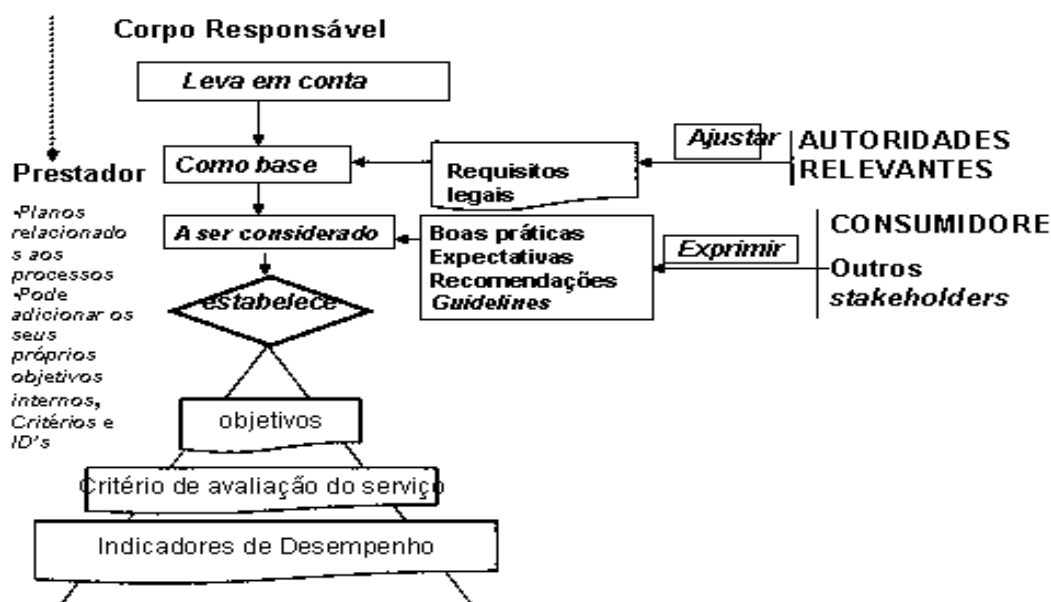 Corpo Responsável
Leva em conta
Como base
Requisitos
legais
Ajustar
AUTORIDADES
RELEVANTES
Prestador
•Planos
relacionado
s aos
processos
•Pode
adicionar os
seus
próprios
objetivos
internos,
Critérios e
ID's
A ser considerado
Boas práticas
Expectativas
Recomendações
Guidelines
Exprimir
CONSUMIDORE
Outros
stakeholders
estabelece
objetivos
Critério de avaliação do serviço
Indicadores de Desempenho